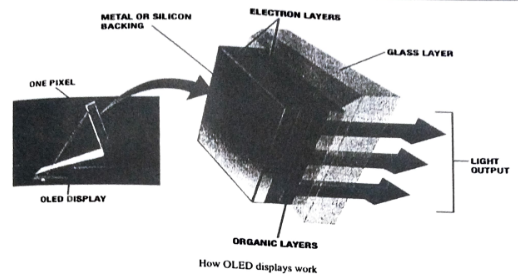 METAL OR SILICON
BACKING
ELECTRON LAYERS
GLASS LAYER
ONE PIXEL
OLED DISPLAY
LIGHT
OUTPUT
ORGANIC LAYERS
How OLED displays work